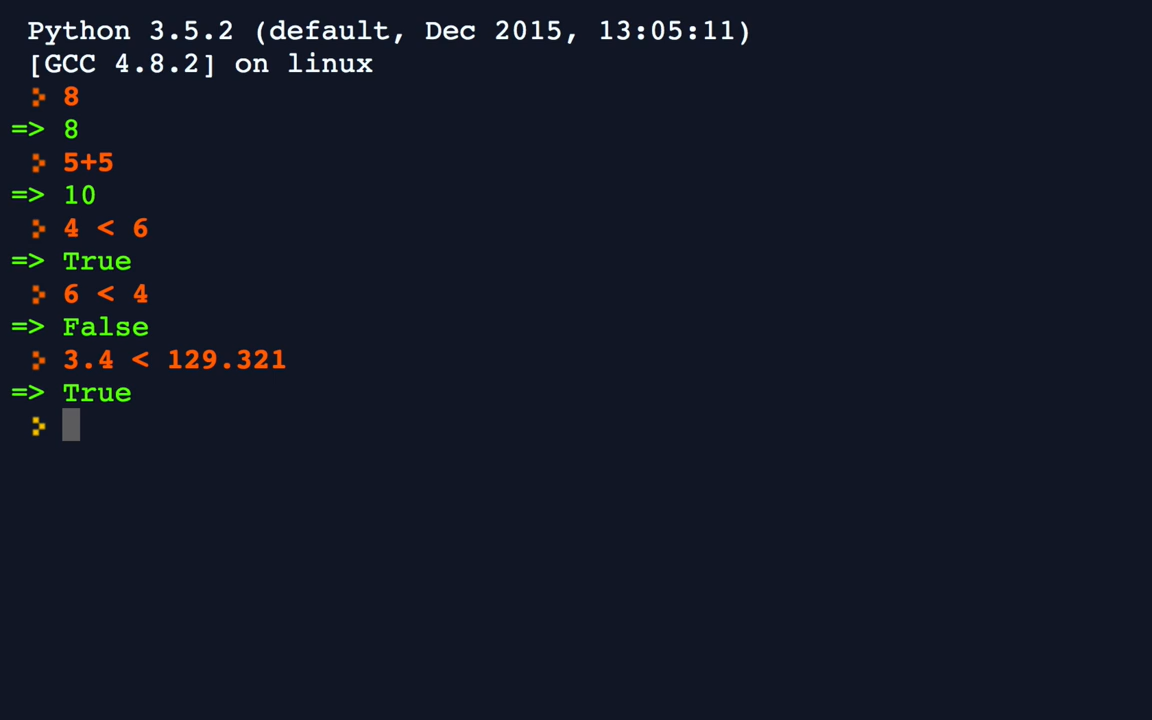 Python 3.5.2 (default, Dec 2015, 13:05:11)
[GCC 4.8.2] on linux
> 8
=> 8
> 5+5
=> 10
> 4 < 6
=> True
> 6 < 4
=> False
> 3.4 < 129.321
=> True
>